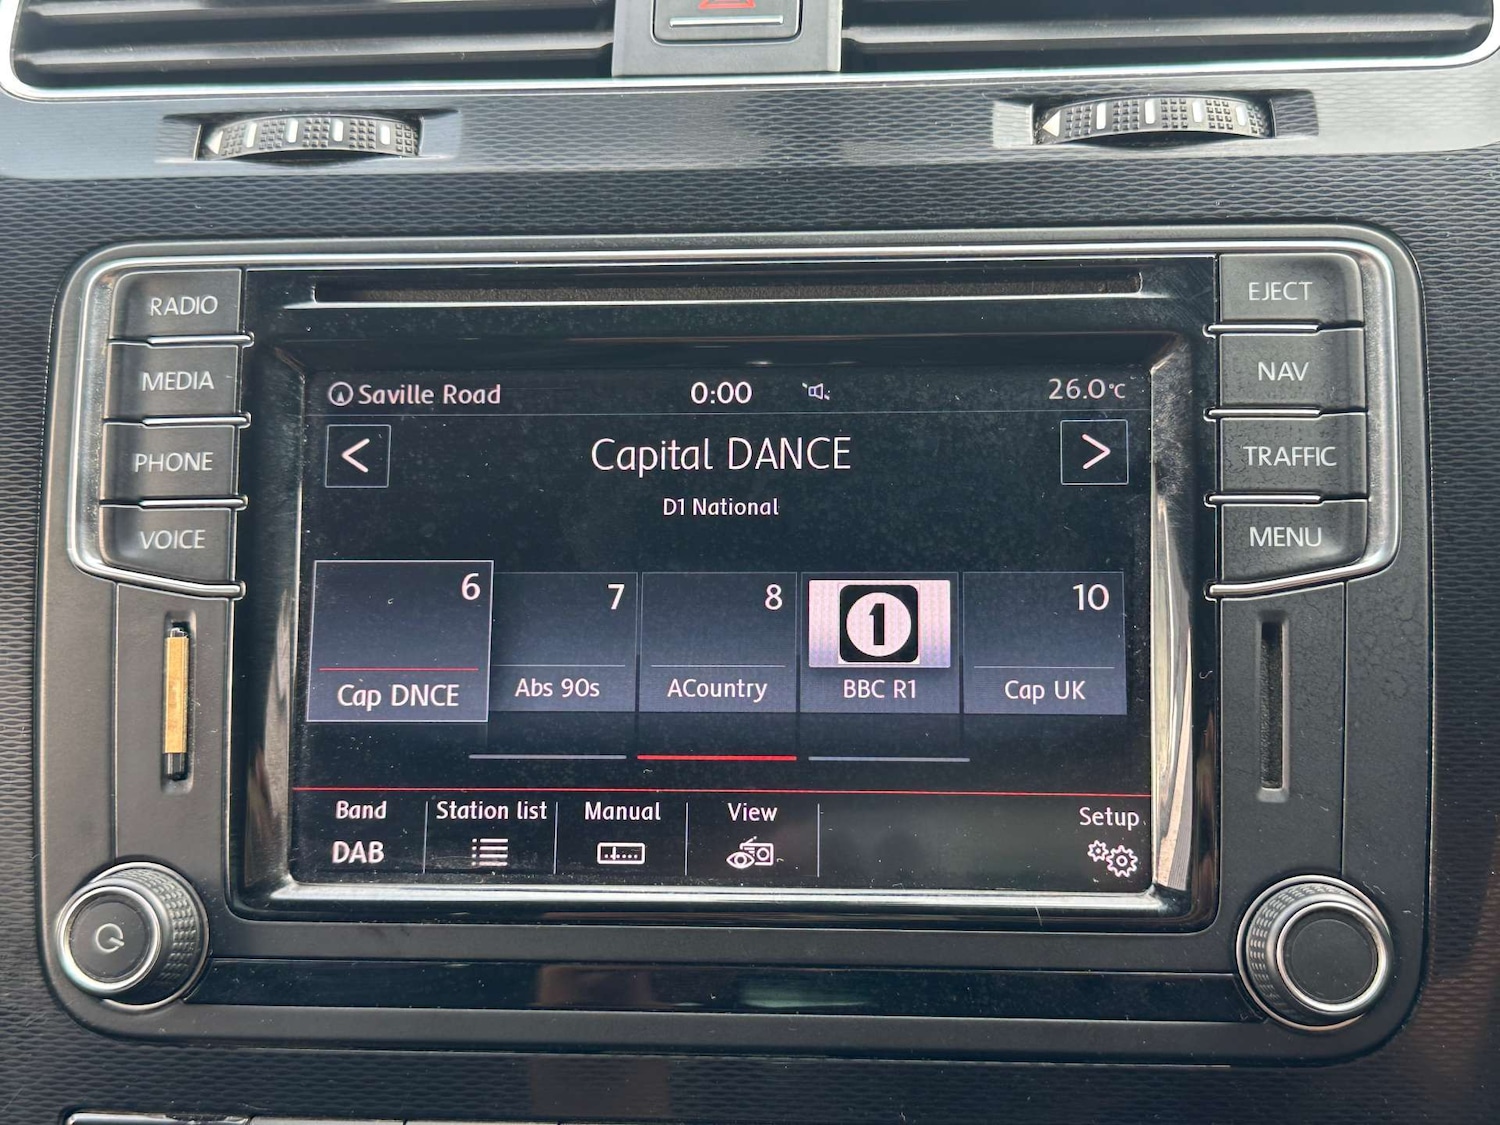 RADIO
MEDIA
PHONE
VOICE
EJECT
NAV
TRAFFIC
MENU
Saville Road 0:00 26.0°C
< Capital DANCE >
D1 National
6 7 8 1 10
Cap DNCE Abs 90s ACountry BBC R1 Cap UK
Band Station list Manual View Setup
DAB